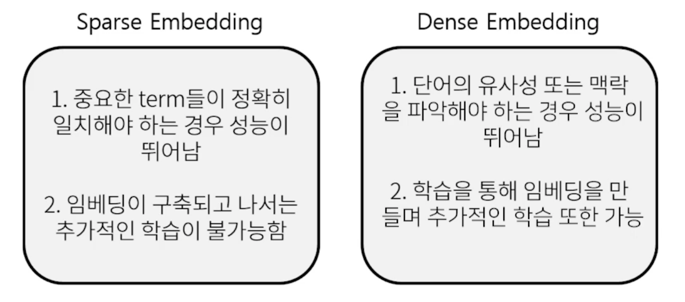 Sparse Embedding
1. 중요한 term들이 정확히
일치해야 하는 경우 성능이
뛰어남
2. 임베딩이 구축되고 나서는
추가적인 학습이 불가능함
Dense Embedding
1. 단어의 유사성 또는 맥락
을 파악해야 하는 경우 성능이
뛰어남
2. 학습을 통해 임베딩을 만
들며 추가적인 학습 또한 가능